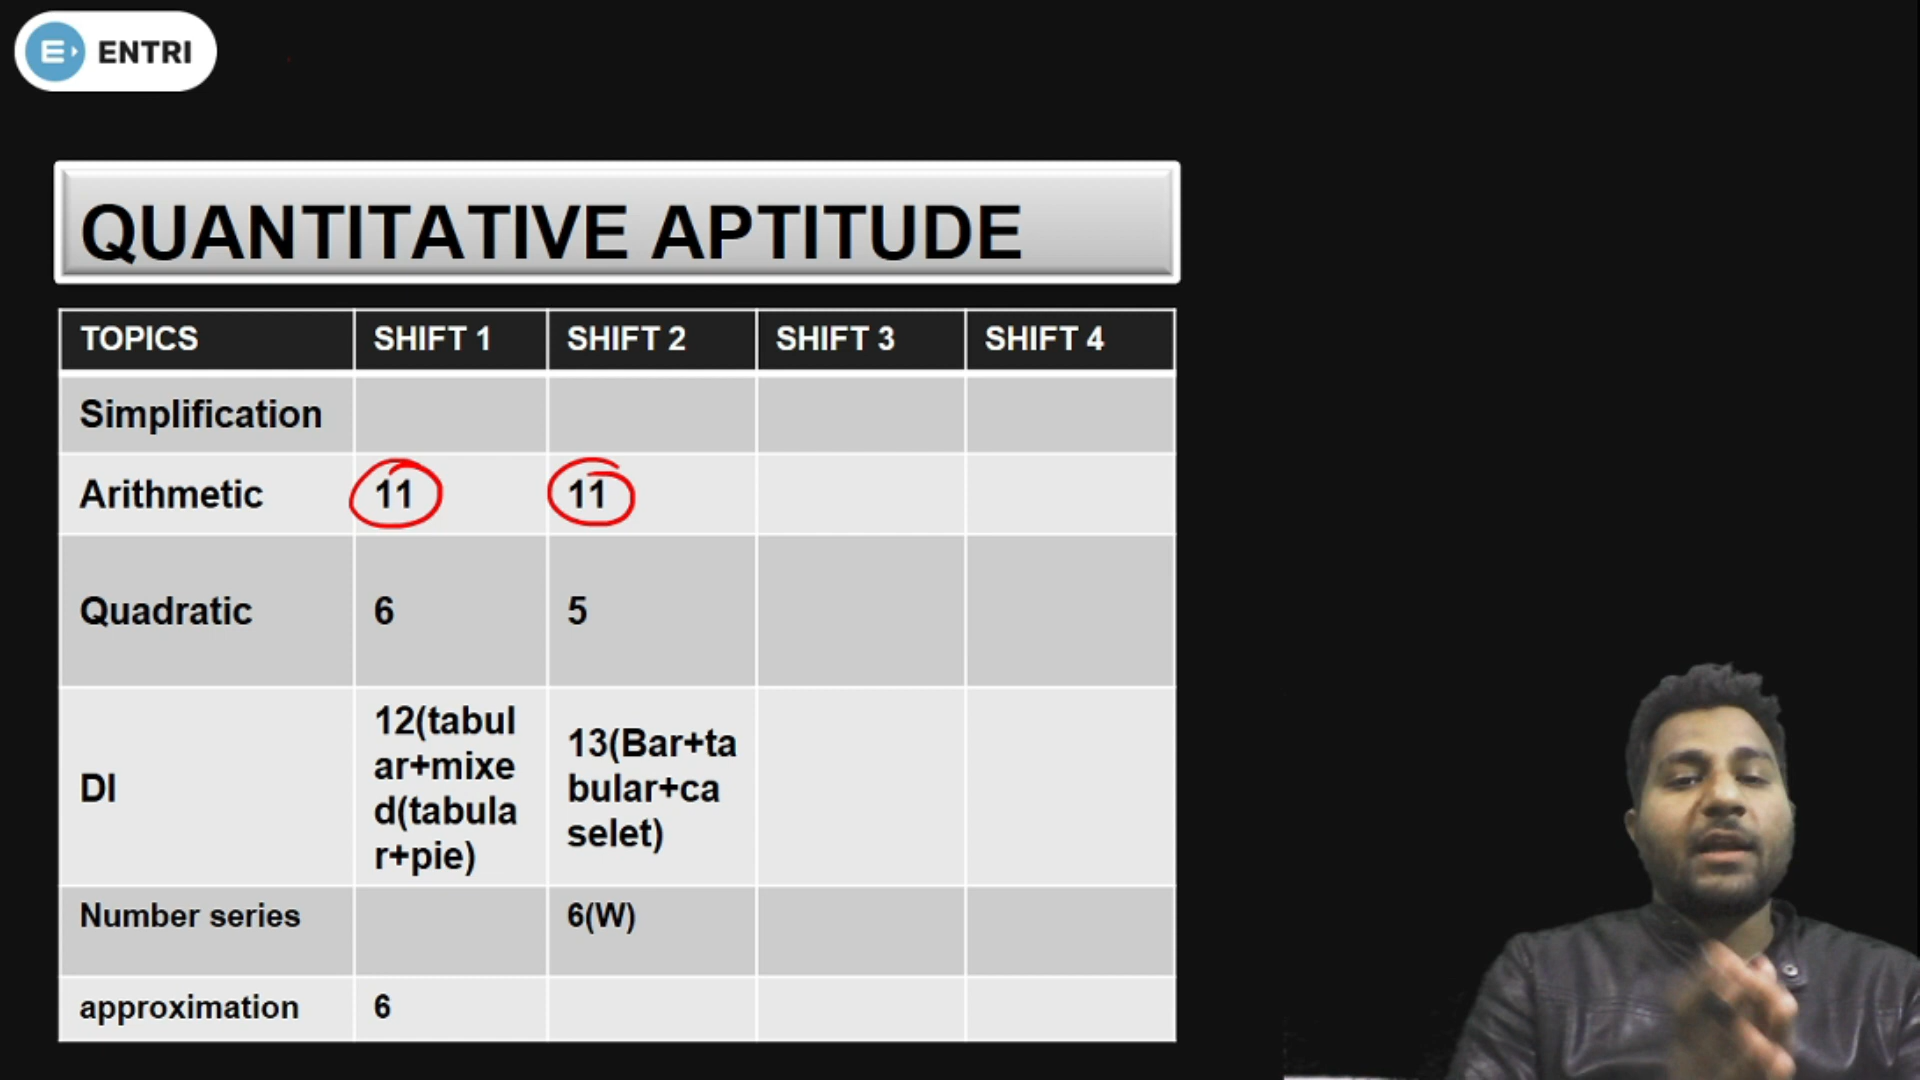 ENTRI
QUANTITATIVE APTITUDE
TOPICS SHIFT 1 SHIFT 2 SHIFT 3 SHIFT 4
Simplification
Arithmetic 11 11
Quadratic 6 5
DI
12(tabul
ar+mixe
d(tabula
r+pie)
13(Bar+ta
bular+ca
selet)
Number series 6(W)
approximation 6